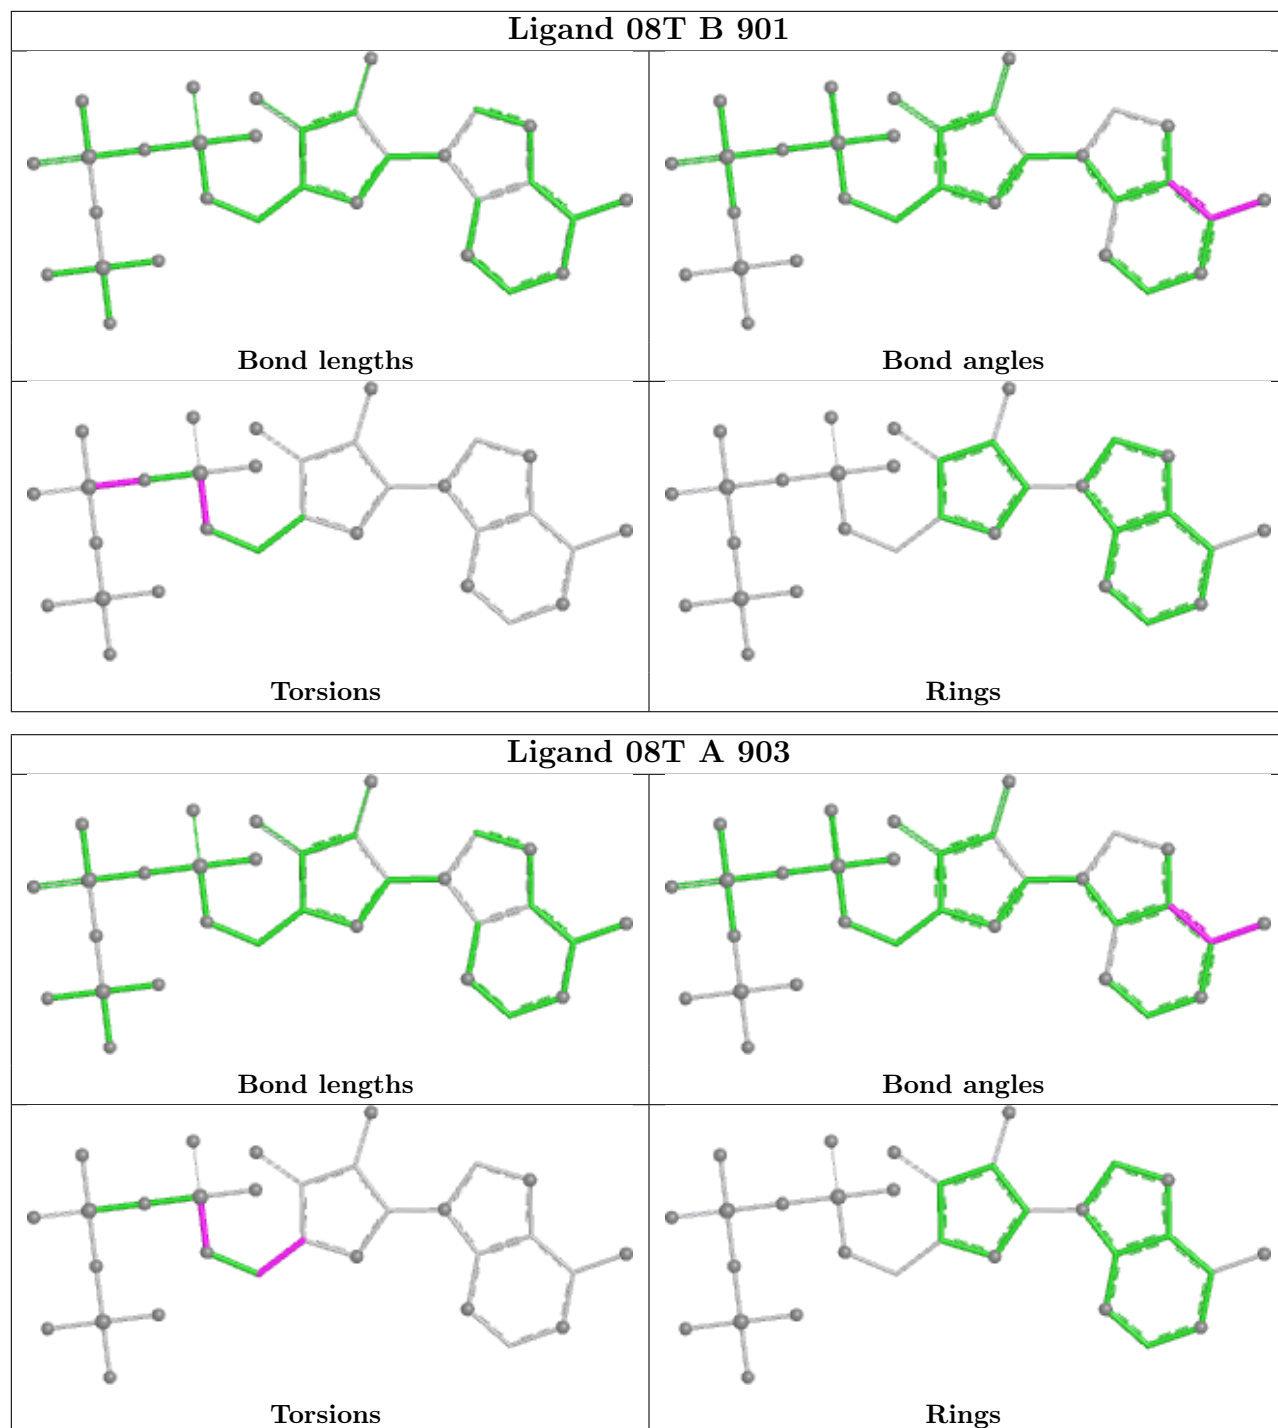 Ligand 08T B 901
Bond lengths
Bond angles
Torsions
Rings
Ligand 08T A 903
Bond lengths
Bond angles
Torsions
Rings